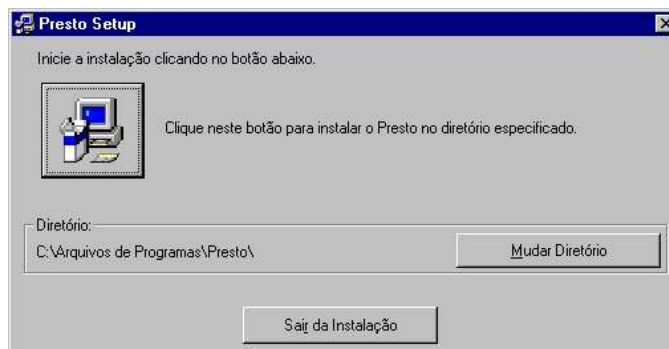 Presto Setup
Inicie a instalação clicando no botão abaixo.
Clique neste botão para instalar o Presto no diretório especificado.
Diretório:
C:\Arquivos de Programas\Presto\
Mudar Diretório
Sair da Instalação